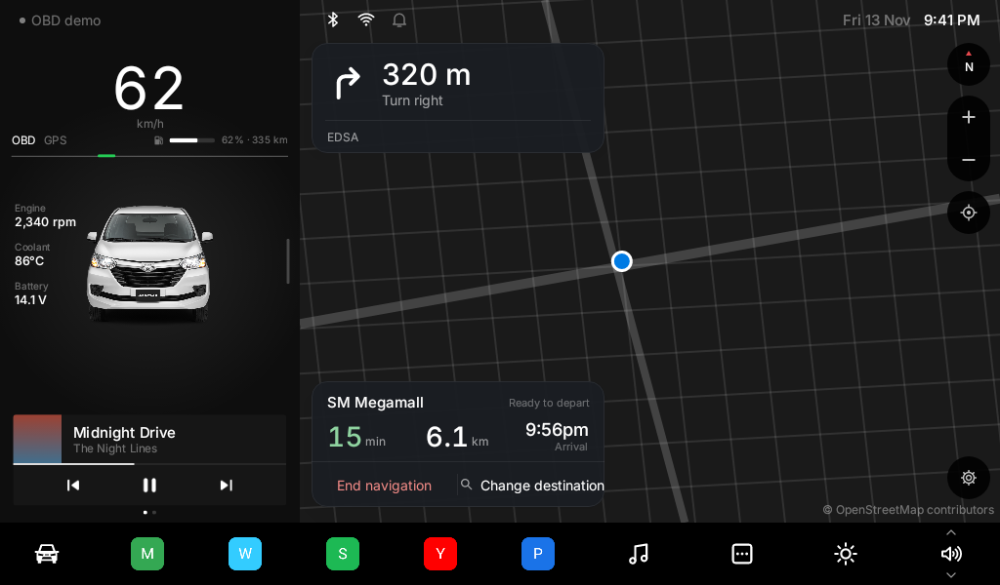 OBD demo
62
km/h
OBD GPS
62% · 335 km
Engine
2,340 rpm
Coolant
86°C
Battery
14.1 V
Midnight Drive
The Night Lines
Fri 13 Nov 9:41 PM
320 m
Turn right
EDSA
N
SM Megamall
Ready to depart
15 min
6.1 km
9:56pm
Arrival
End navigation
Change destination
© OpenStreetMap contributors
M
W
S
Y
P